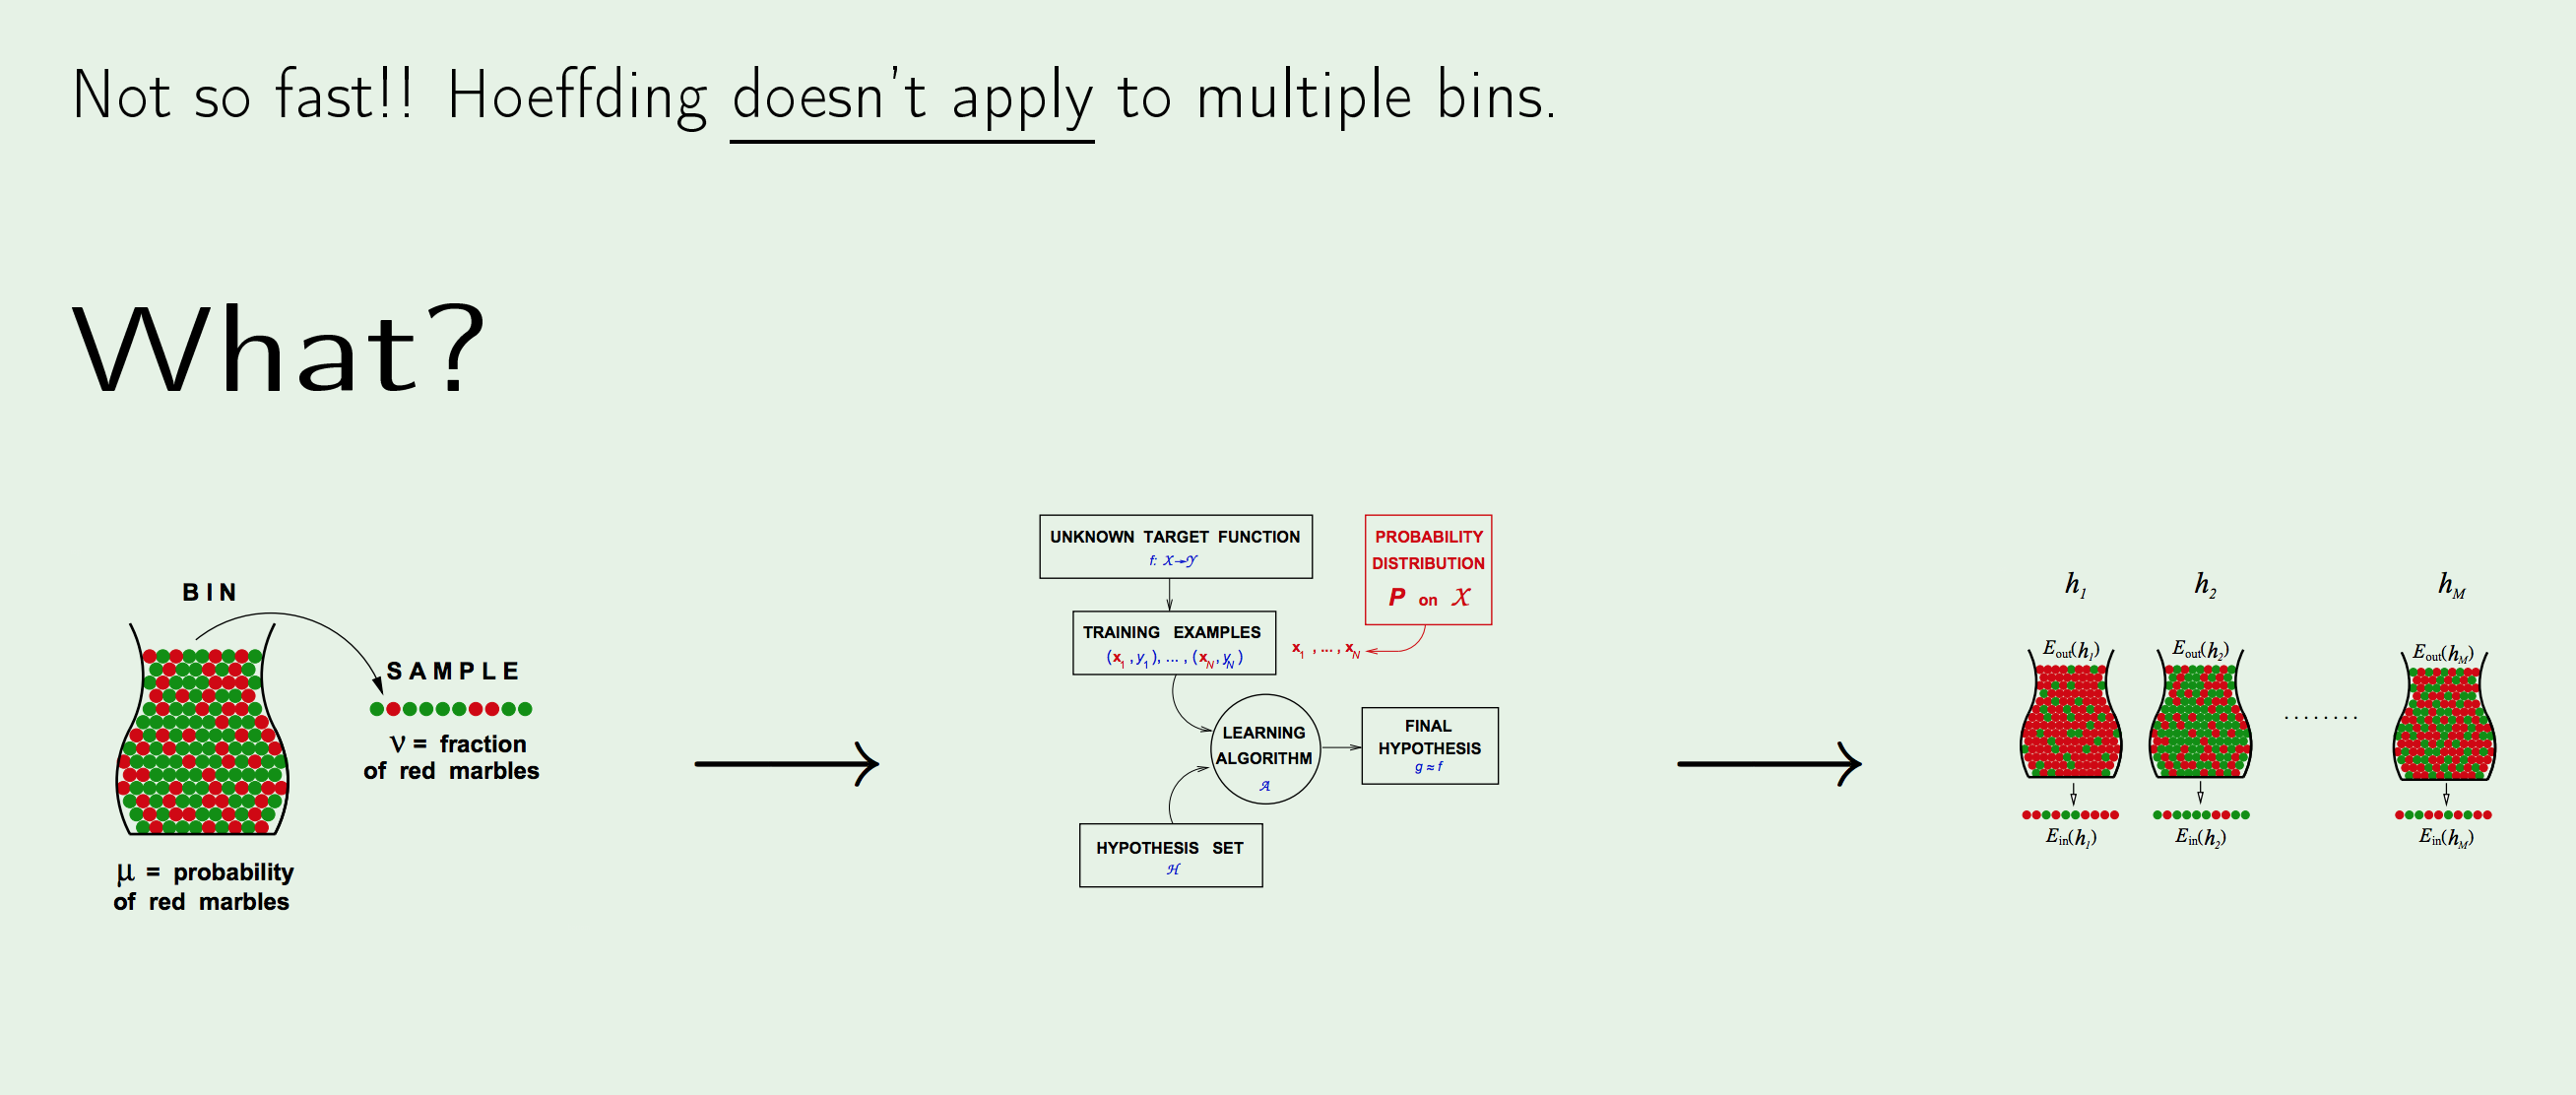 Not so fast!! Hoeffding doesn't apply to multiple bins.
What?
BIN
SAMPLE
ν = fraction
of red marbles
μ = probability
of red marbles
UNKNOWN TARGET FUNCTION
f: X→Y
PROBABILITY
DISTRIBUTION
P on X
TRAINING EXAMPLES
(x1, y1), ... , (xN, yN)
x1 , ... , xN
LEARNING
ALGORITHM
A
FINAL
HYPOTHESIS
g ≈ f
HYPOTHESIS SET
H
h1 h2 hM
Eout(h1) Eout(h2) Eout(hM)
........
Ein(h1) Ein(h2) Ein(hM)